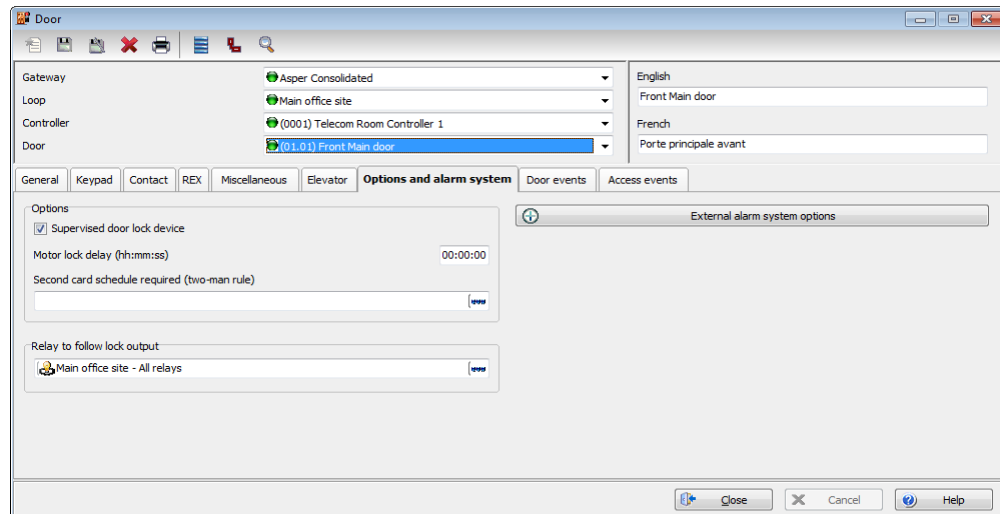 Door
Gateway
Asper Consolidated
English
Front Main door
Loop
Main office site
Controller
(0001) Telecom Room Controller 1
French
Door
(01.01) Front Main door
Porte principale avant
General Keypad Contact REX Miscellaneous Elevator Options and alarm system Door events Access events
Options
Supervised door lock device
External alarm system options
Motor lock delay (hh:mm:ss)
00:00:00
Second card schedule required (two-man rule)
Relay to follow lock output
Main office site - All relays
Close Cancel Help